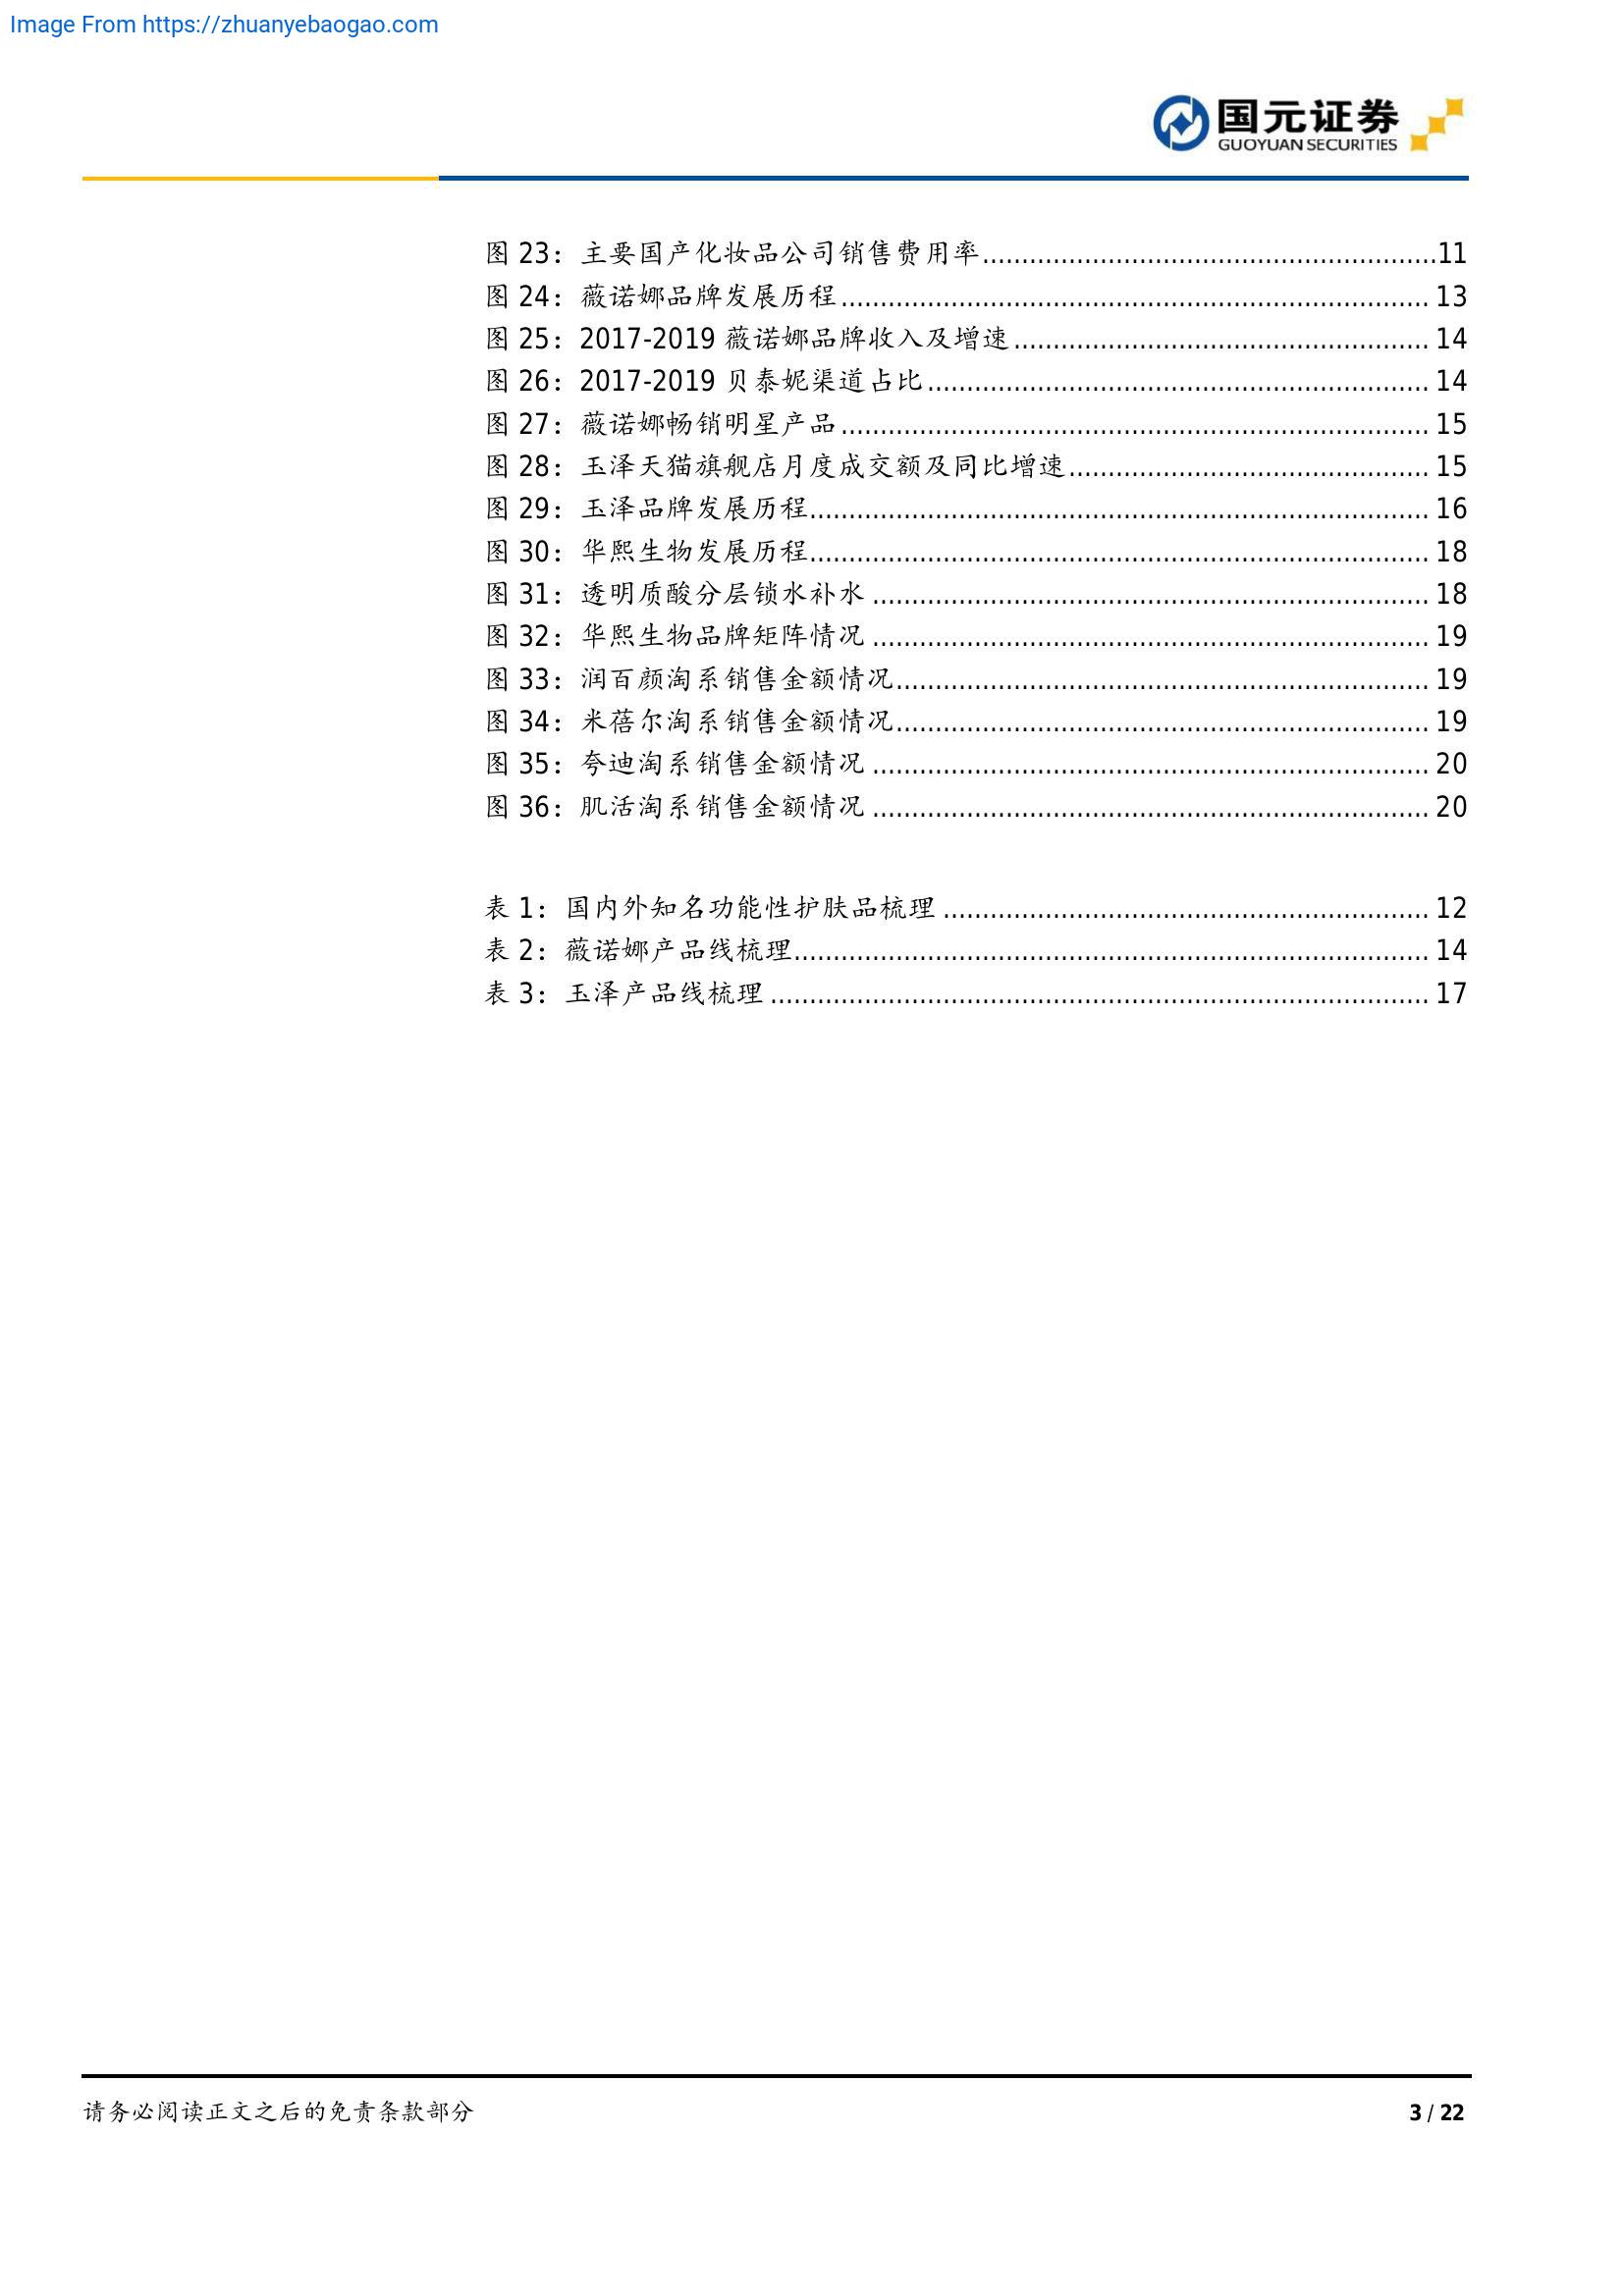 Image From https://zhuanyebaogao.com
国元证券
GUOYUAN SECURITIES
图 23：主要国产化妆品公司销售费用率..........................................................11
图 24：薇诺娜品牌发展历程........................................................................... 13
图 25：2017-2019 薇诺娜品牌收入及增速..................................................... 14
图 26：2017-2019 贝泰妮渠道占比................................................................ 14
图 27：薇诺娜畅销明星产品........................................................................... 15
图 28：玉泽天猫旗舰店月度成交额及同比增速.............................................. 15
图 29：玉泽品牌发展历程............................................................................... 16
图 30：华熙生物发展历程............................................................................... 18
图 31：透明质酸分层锁水补水 ....................................................................... 18
图 32：华熙生物品牌矩阵情况 ....................................................................... 19
图 33：润百颜淘系销售金额情况.................................................................... 19
图 34：米蓓尔淘系销售金额情况.................................................................... 19
图 35：夸迪淘系销售金额情况 ....................................................................... 20
图 36：肌活淘系销售金额情况 ....................................................................... 20
表 1：国内外知名功能性护肤品梳理 .............................................................. 12
表 2：薇诺娜产品线梳理................................................................................. 14
表 3：玉泽产品线梳理 .................................................................................... 17
请务必阅读正文之后的免责条款部分
3 / 22